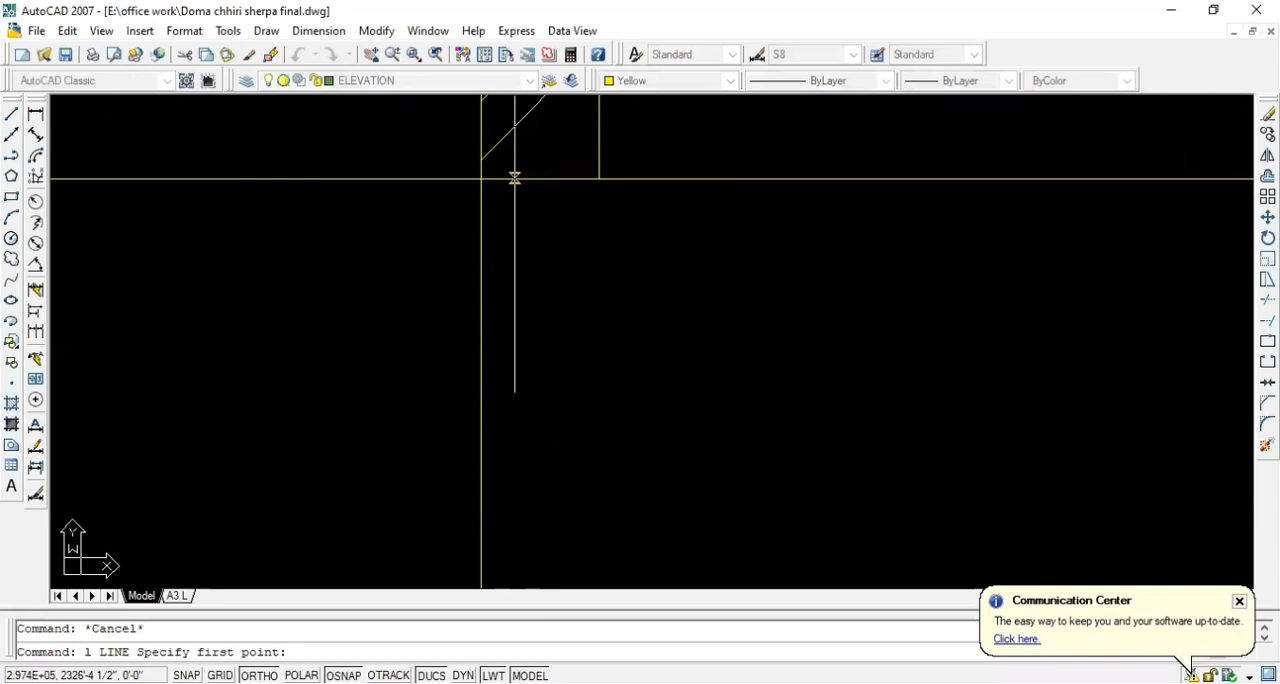 AutoCAD 2007 - [E:\office work\Doma chhiri sherpa final.dwg]
File Edit View Insert Format Tools Draw Dimension Modify Window Help Express Data View
Standard S8 Standard
AutoCAD Classic ELEVATION Yellow ByLayer ByLayer ByColor
Y
W
X
A
Model A3 L
Communication Center
The easy way to keep you and your software up-to-date.
Click here.
Command: *Cancel*
Command: l LINE Specify first point:
2.974E+05, 2326'-4 1/2", 0'-0" SNAP GRID ORTHO POLAR OSNAP OTRACK DUCS DYN LWT MODEL